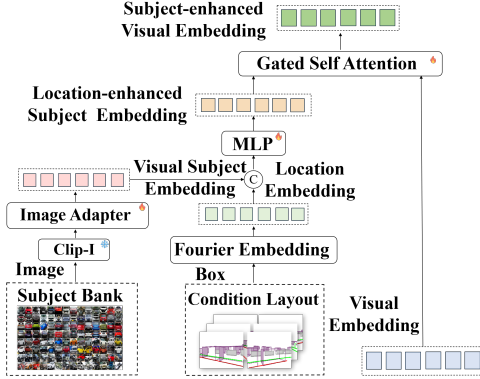 Subject-enhanced
Visual Embedding
Gated Self Attention
Location-enhanced
Subject Embedding
MLP
Visual Subject
Embedding
C
Location
Embedding
Image Adapter
Clip-I
Fourier Embedding
Image
Box
Subject Bank
Condition Layout
Visual
Embedding